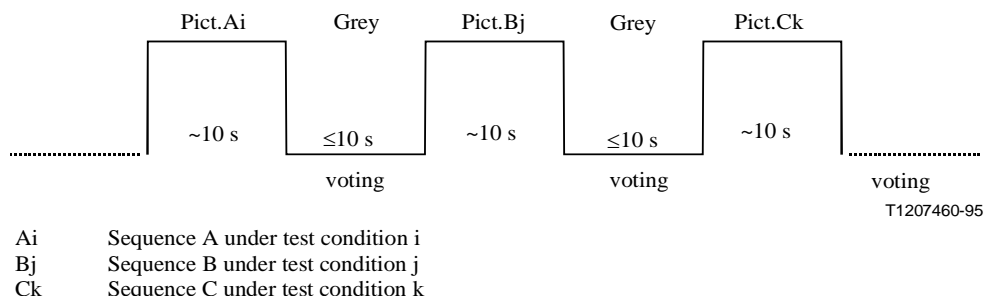 Pict.Ai Grey Pict.Bj Grey Pict.Ck
~10 s ≤10 s ~10 s ≤10 s ~10 s
voting voting voting
T1207460-95
Ai Sequence A under test condition i
Bj Sequence B under test condition j
Ck Sequence C under test condition k